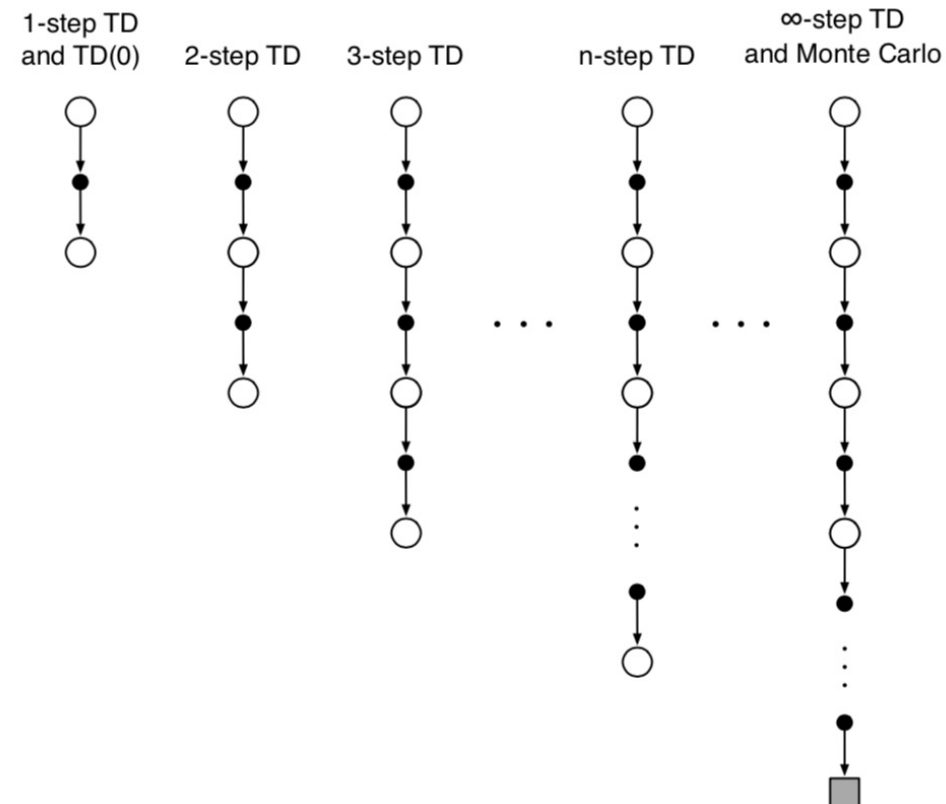 1-step TD
and TD(0)
2-step TD
3-step TD
n-step TD
∞-step TD
and Monte Carlo